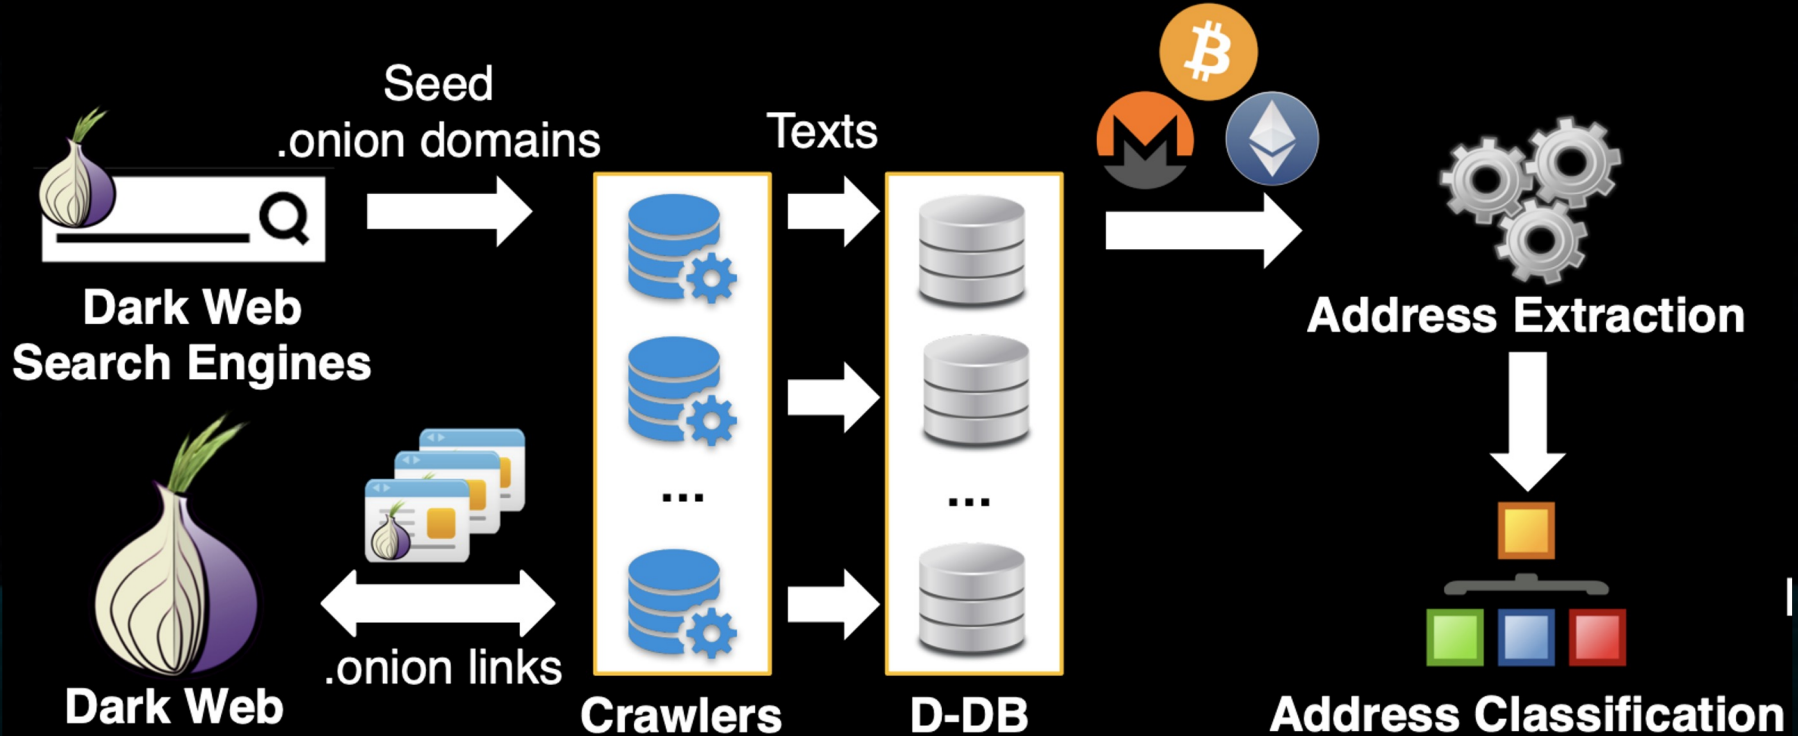 Seed
.onion domains
Texts
Dark Web
Search Engines
...
...
Address Extraction
.onion links
Dark Web
Crawlers
D-DB
Address Classification